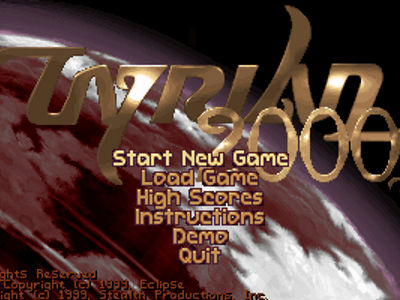 TYRIAN
2000
Start New Game
Load Game
High Scores
Instructions
Demo
Quit
ghts Reserved
Copyright (c) 1999, Eclipse
ight (c) 1999, Stealth Productions, Inc.